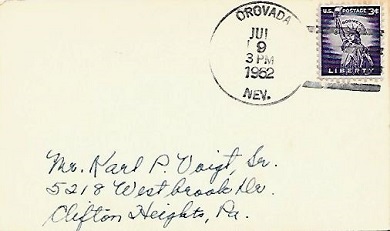 OROVADA
JUL
9
3 PM
1962
NEV.
U.S. POSTAGE 3¢
LIBERTY
Mr. Karl P. Voigt, Sr.
5218 Westbrook Dr.
Clifton Heights, Pa.